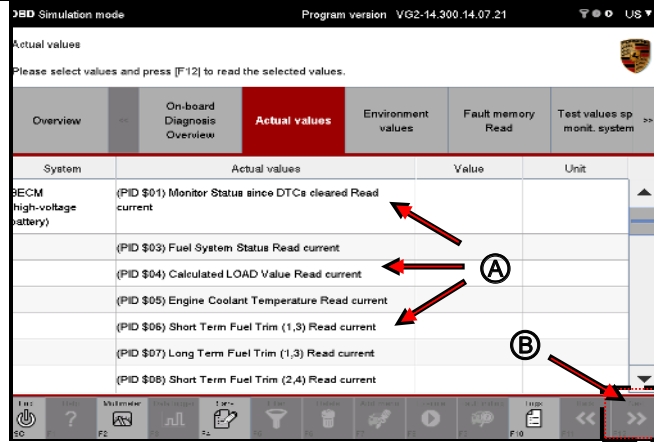 OBD Simulation mode Program version VG2-14.300.14.07.21 US
Actual values
Please select values and press [F12] to read the selected values.
Overview << On-board Diagnosis Overview Actual values Environment values Fault memory Read Test values sp monit. system >>
System Actual values Value Unit
BECM (PID $01) Monitor Status since DTCs cleared Read
(high-voltage current
battery)
(PID $03) Fuel System Status Read current
(PID $04) Calculated LOAD Value Read current
A
(PID $05) Engine Coolant Temperature Read current
(PID $06) Short Term Fuel Trim (1,3) Read current
B
(PID $07) Long Term Fuel Trim (1,3) Read current
(PID $08) Short Term Fuel Trim (2,4) Read current
Multimeter
? << >>
F2 F4 F10